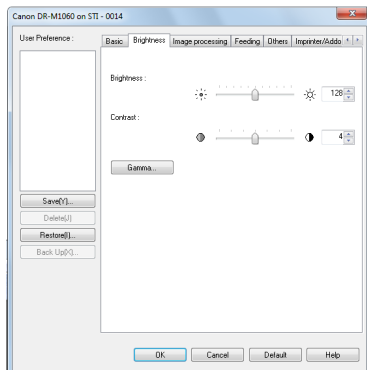 Canon DR-M1060 on STI - 0014
User Preference :
Basic Brightness Image processing Feeding Others Imprinter/Addo
Brightness :
128
Contrast :
4
Gamma...
Save(Y)...
Delete(J)
Restore(I)...
Back Up(X)...
OK Cancel Default Help